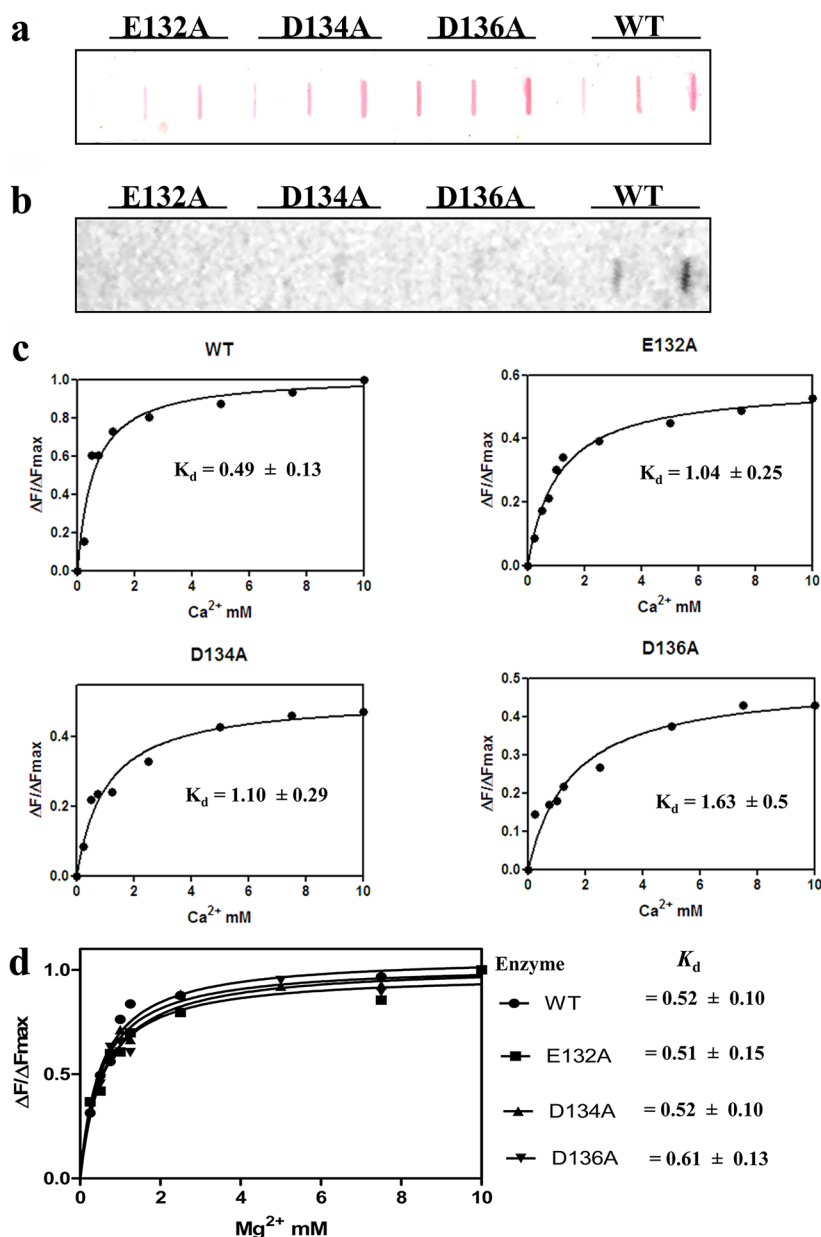 a
E132A D134A D136A WT
b
E132A D134A D136A WT
c
WT
1.0
0.8
0.6
0.4
0.2
0.0
ΔF/ΔFmax
K_d = 0.49 ± 0.13
0 2 4 6 8 10
Ca²⁺ mM
E132A
0.6
0.4
0.2
0.0
ΔF/ΔFmax
K_d = 1.04 ± 0.25
0 2 4 6 8 10
Ca²⁺ mM
D134A
0.4
0.2
0.0
ΔF/ΔFmax
K_d = 1.10 ± 0.29
0 2 4 6 8 10
Ca²⁺ mM
D136A
0.5
0.4
0.3
0.2
0.1
0.0
ΔF/ΔFmax
K_d = 1.63 ± 0.5
0 2 4 6 8 10
Ca²⁺ mM
d
1.0
0.5
0.0
ΔF/ΔFmax
0 2 4 6 8 10
Mg²⁺ mM
Enzyme K_d
WT = 0.52 ± 0.10
E132A = 0.51 ± 0.15
D134A = 0.52 ± 0.10
D136A = 0.61 ± 0.13